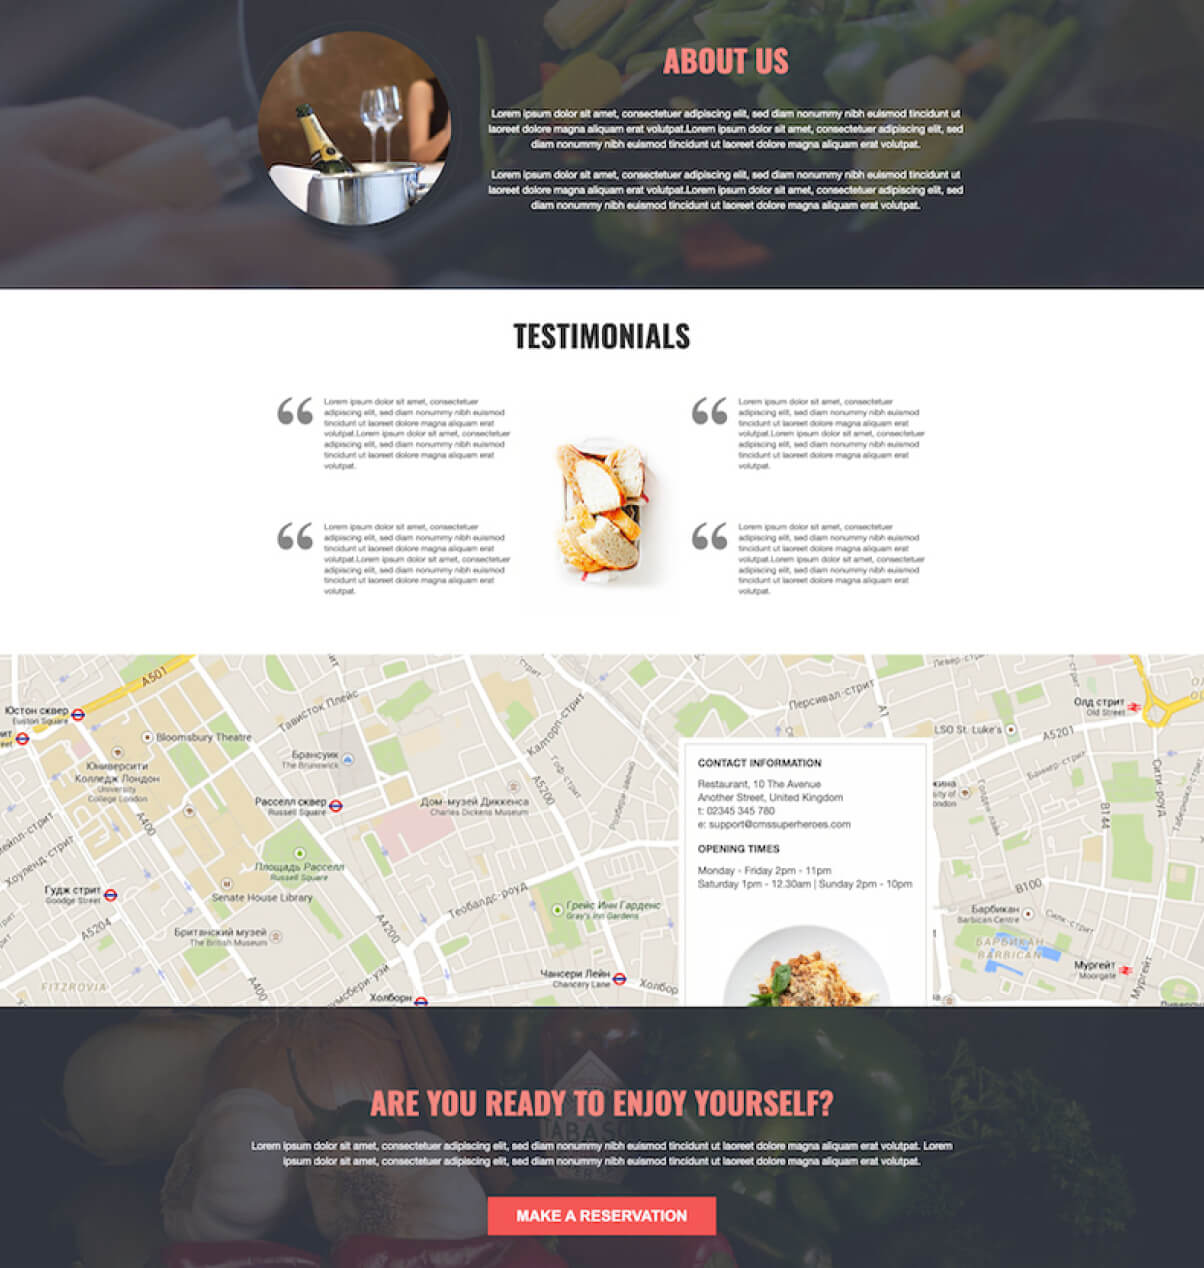 ABOUT US
Lorem ipsum dolor sit amet, consectetuer adipiscing elit, sed diam nonummy nibh euismod tincidunt ut
laoreet dolore magna aliquam erat volutpat.Lorem ipsum dolor sit amet, consectetuer adipiscing elit, sed
diam nonummy nibh euismod tincidunt ut laoreet dolore magna aliquam erat volutpat.
Lorem ipsum dolor sit amet, consectetuer adipiscing elit, sed diam nonummy nibh euismod tincidunt ut
laoreet dolore magna aliquam erat volutpat.Lorem ipsum dolor sit amet, consectetuer adipiscing elit, sed
diam nonummy nibh euismod tincidunt ut laoreet dolore magna aliquam erat volutpat.
TESTIMONIALS
Lorem ipsum dolor sit amet, consectetuer
adipiscing elit, sed diam nonummy nibh euismod
tincidunt ut laoreet dolore magna aliquam erat
volutpat.Lorem ipsum dolor sit amet, consectetuer
adipiscing elit, sed diam nonummy nibh euismod
tincidunt ut laoreet dolore magna aliquam erat
volutpat.
Lorem ipsum dolor sit amet, consectetuer
adipiscing elit, sed diam nonummy nibh euismod
tincidunt ut laoreet dolore magna aliquam erat
volutpat.Lorem ipsum dolor sit amet, consectetuer
adipiscing elit, sed diam nonummy nibh euismod
tincidunt ut laoreet dolore magna aliquam erat
volutpat.
Lorem ipsum dolor sit amet, consectetuer
adipiscing elit, sed diam nonummy nibh euismod
tincidunt ut laoreet dolore magna aliquam erat
volutpat.Lorem ipsum dolor sit amet, consectetuer
adipiscing elit, sed diam nonummy nibh euismod
tincidunt ut laoreet dolore magna aliquam erat
volutpat.
Lorem ipsum dolor sit amet, consectetuer
adipiscing elit, sed diam nonummy nibh euismod
tincidunt ut laoreet dolore magna aliquam erat
volutpat.Lorem ipsum dolor sit amet, consectetuer
adipiscing elit, sed diam nonummy nibh euismod
tincidunt ut laoreet dolore magna aliquam erat
volutpat.
A501
Юстон сквер
Euston Square
Bloomsbury Theatre
Тависток Плейс
Брансуик
The Brunswick
Университи
Колледж Лондон
University
College London
Расселл сквер
Russell Square
A400
Дом-музей Диккенса
Charles Dickens Museum
Калторп-стрит
Гоф-стрит
A5200
Персивал-стрит
A1
LSO St. Luke's
Олд стрит
Old Street
A5201
Баннер-стрит
Сити-роуд
B144
Хоуленд-стрит
Площадь Расселл
Russell Square
Гудж стрит
Goodge Street
Senate House Library
Теобалдс-роуд
Грейс Инн Гарденс
Gray's Inn Gardens
A5204
Британский музей
The British Museum
A4200
FITZROVIA
A400
Холборн
Чансери Лейн
Chancery Lane
Холбор
B100
Барбикан
Barbican Centre
Силк-стрит
БАРБИКАН
BARBICAN
Мургейт
Moorgate
Мургейт
CONTACT INFORMATION
Restaurant, 10 The Avenue
Another Street, United Kingdom
t: 02345 345 780
e: support@cmssuperheroes.com
OPENING TIMES
Monday - Friday 2pm - 11pm
Saturday 1pm - 12.30am | Sunday 2pm - 10pm
ARE YOU READY TO ENJOY YOURSELF?
Lorem ipsum dolor sit amet, consectetuer adipiscing elit, sed diam nonummy nibh euismod tincidunt ut laoreet dolore magna aliquam erat volutpat. Lorem
ipsum dolor sit amet, consectetuer adipiscing elit, sed diam nonummy nibh euismod tincidunt ut laoreet dolore magna aliquam erat volutpat.
MAKE A RESERVATION